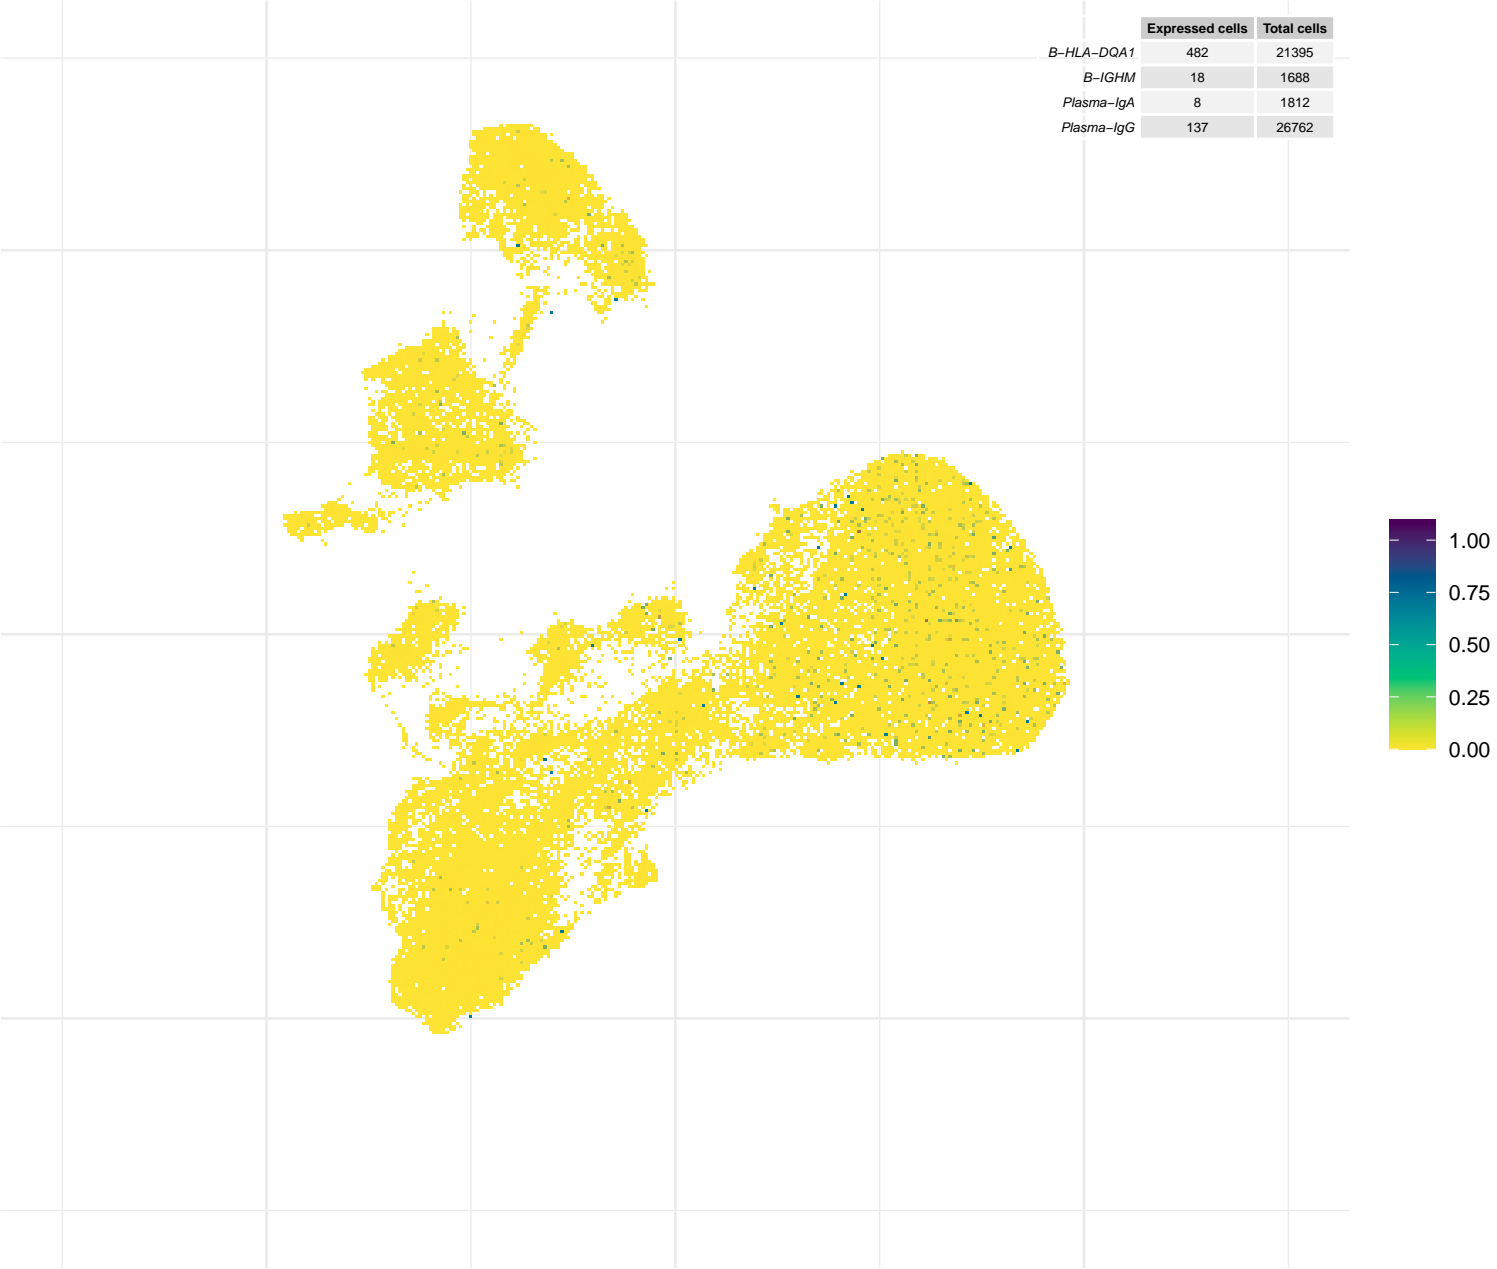 Expressed cells Total cells
B−HLA−DQA1 482 21395
B−IGHM 18 1688
Plasma−IgA 8 1812
Plasma−IgG 137 26762
1.00
0.75
0.50
0.25
0.00